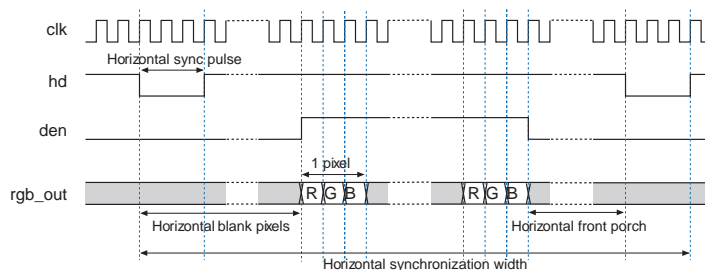 clk
Horizontal sync pulse
hd
den
1 pixel
rgb_out
R G B
R G B
Horizontal blank pixels
Horizontal front porch
Horizontal synchronization width